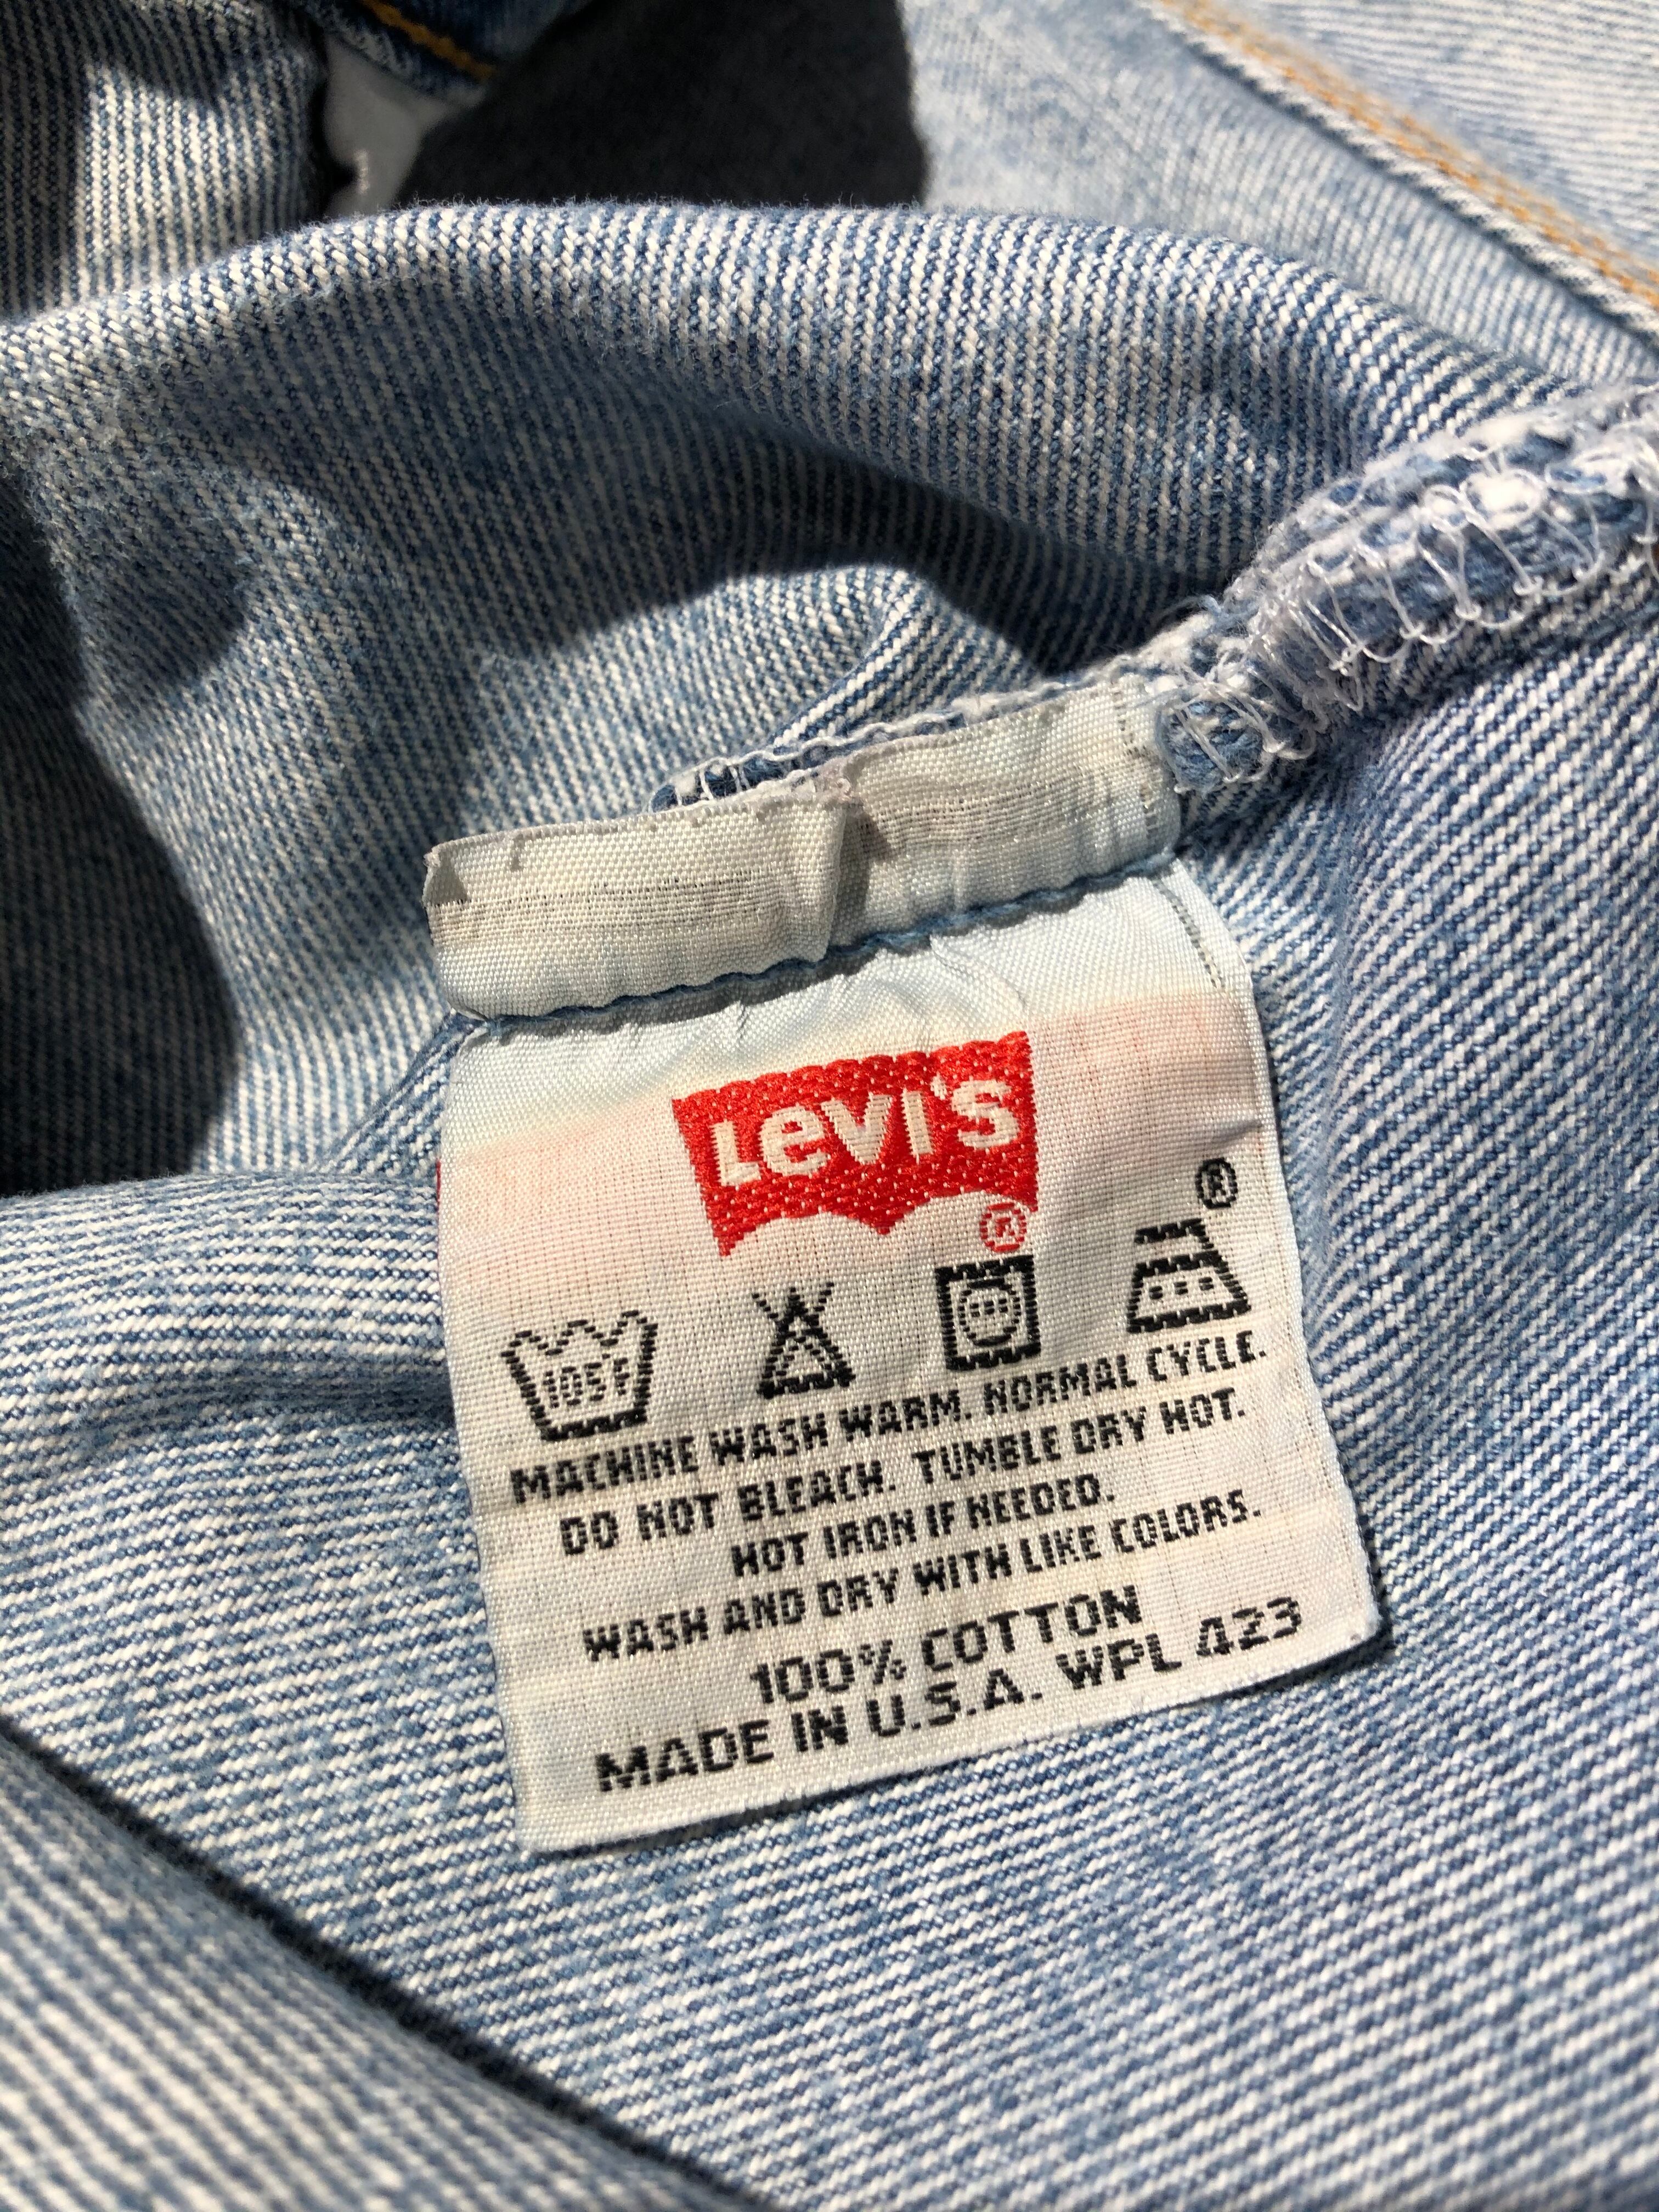 LEVI'S
®
®
105F
MACHINE WASH WARM. NORMAL CYCLE.
DO NOT BLEACH. TUMBLE DRY HOT.
HOT IRON IF NEEDED.
WASH AND DRY WITH LIKE COLORS.
100% COTTON
MADE IN U.S.A. WPL 423